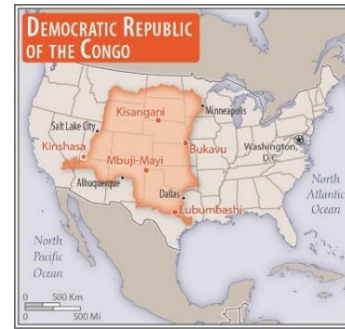 DEMOCRATIC REPUBLIC
OF THE CONGO
Kisangani
Minneapolis
Salt Lake City
Kinshasa
Bukavu
Washington,
D.C.
Mbuji-Mayi
Albuquerque
Dallas
Lubumbashi
North
Atlantic
Ocean
North
Pacific
Ocean
0 500 Km
0 500 Mi